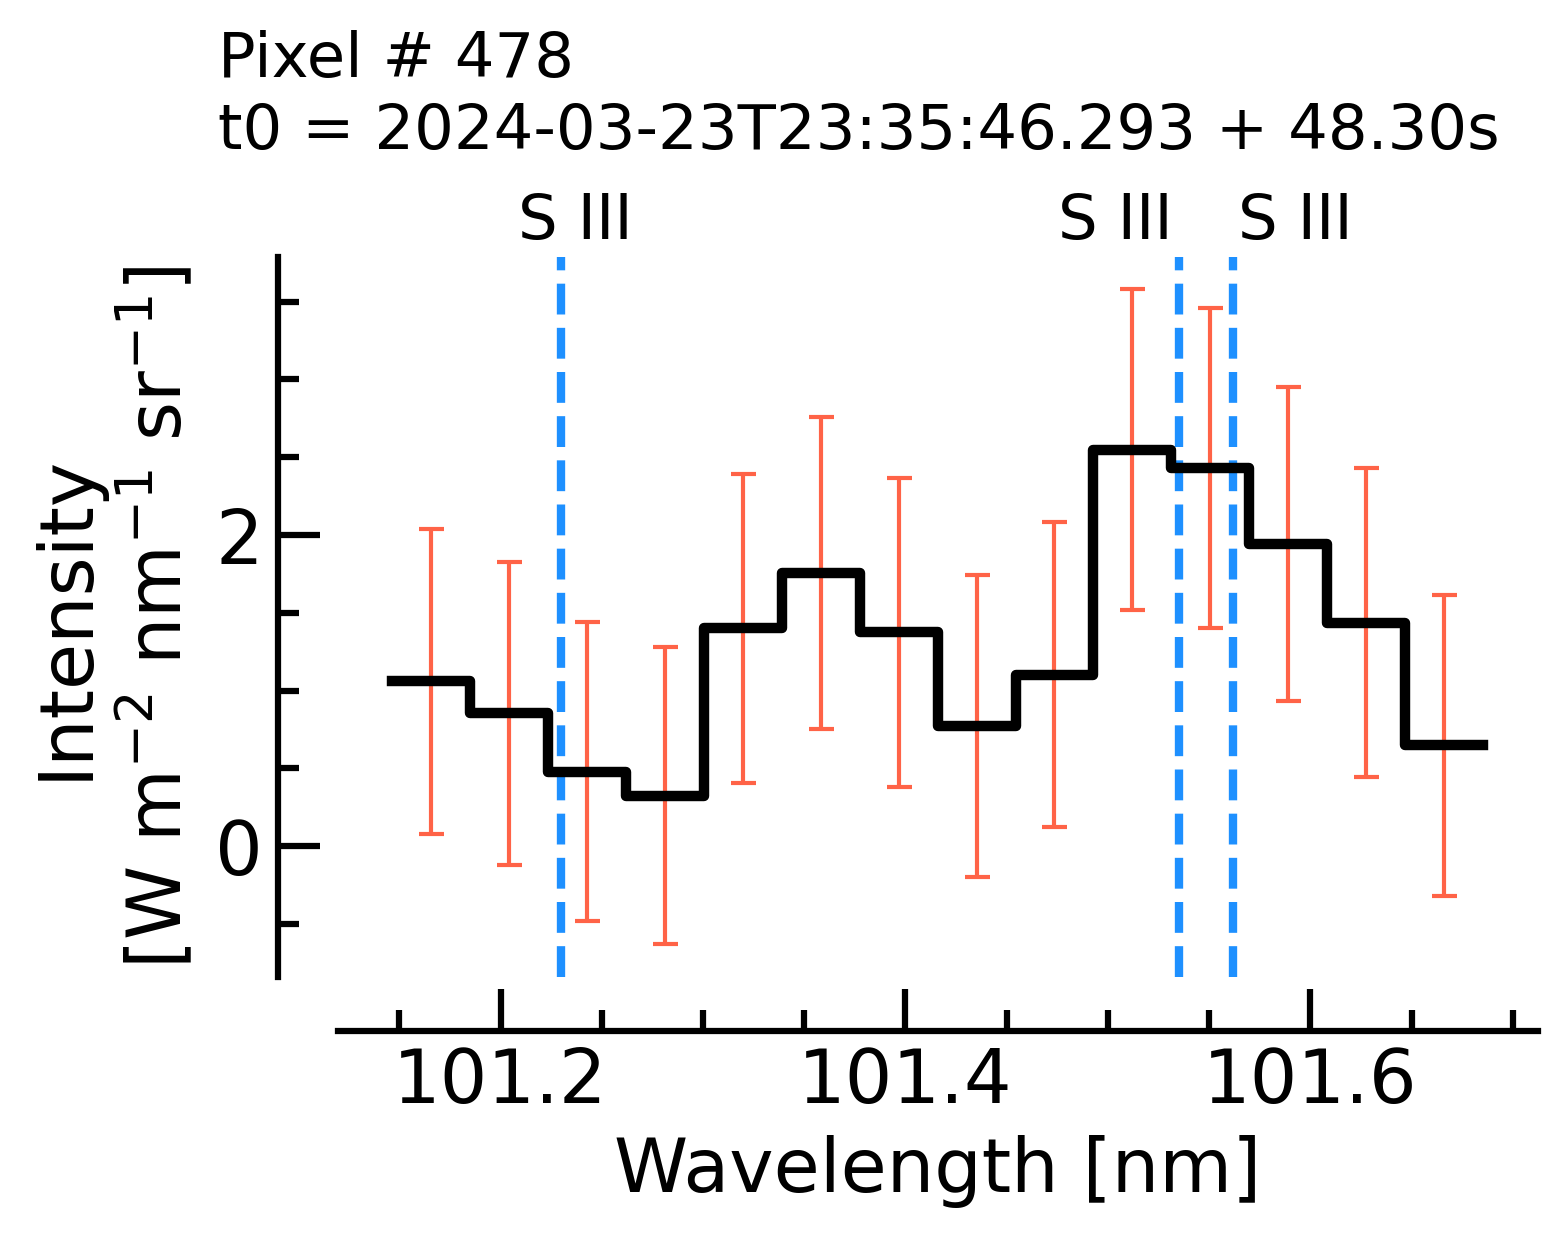 Pixel # 478
t0 = 2024-03-23T23:35:46.293 + 48.30s
S III S III S III
Intensity
[W m⁻² nm⁻¹ sr⁻¹]
2
0
101.2 101.4 101.6
Wavelength [nm]